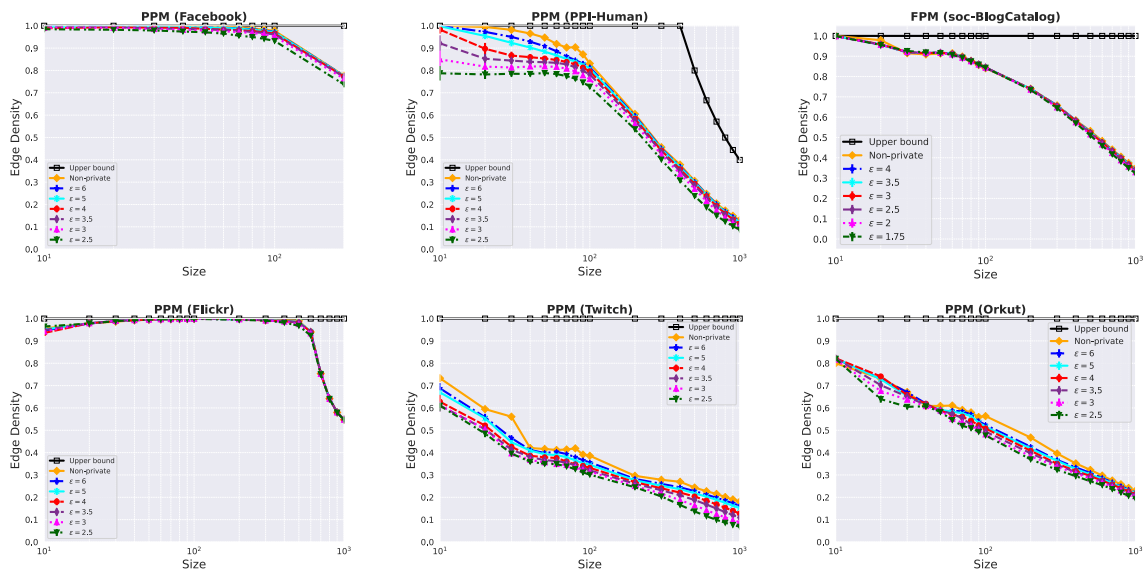 PPM (Facebook)
1.0
0.9
0.8
0.7
0.6
0.5
0.4
0.3
0.2
0.1
0.0
Edge Density
Upper bound
Non-private
ε = 6
ε = 5
ε = 4
ε = 3.5
ε = 3
ε = 2.5
10¹
10²
Size
PPM (PPI-Human)
1.0
0.9
0.8
0.7
0.6
0.5
0.4
0.3
0.2
0.1
0.0
Edge Density
Upper bound
Non-private
ε = 6
ε = 5
ε = 4
ε = 3.5
ε = 3
ε = 2.5
10¹
10²
10³
Size
FPM (soc-BlogCatalog)
1.0
0.9
0.8
0.7
0.6
0.5
0.4
0.3
0.2
0.1
0.0
Edge Density
Upper bound
Non-private
ε = 4
ε = 3.5
ε = 3
ε = 2.5
ε = 2
ε = 1.75
10¹
10²
10³
Size
PPM (Flickr)
1.0
0.9
0.8
0.7
0.6
0.5
0.4
0.3
0.2
0.1
0.0
Edge Density
Upper bound
Non-private
ε = 6
ε = 5
ε = 4
ε = 3.5
ε = 3
ε = 2.5
10¹
10²
10³
Size
PPM (Twitch)
1.0
0.9
0.8
0.7
0.6
0.5
0.4
0.3
0.2
0.1
0.0
Edge Density
Upper bound
Non-private
ε = 6
ε = 5
ε = 4
ε = 3.5
ε = 3
ε = 2.5
10¹
10²
10³
Size
PPM (Orkut)
1.0
0.9
0.8
0.7
0.6
0.5
0.4
0.3
0.2
0.1
0.0
Edge Density
Upper bound
Non-private
ε = 6
ε = 5
ε = 4
ε = 3.5
ε = 3
ε = 2.5
10¹
10²
10³
Size